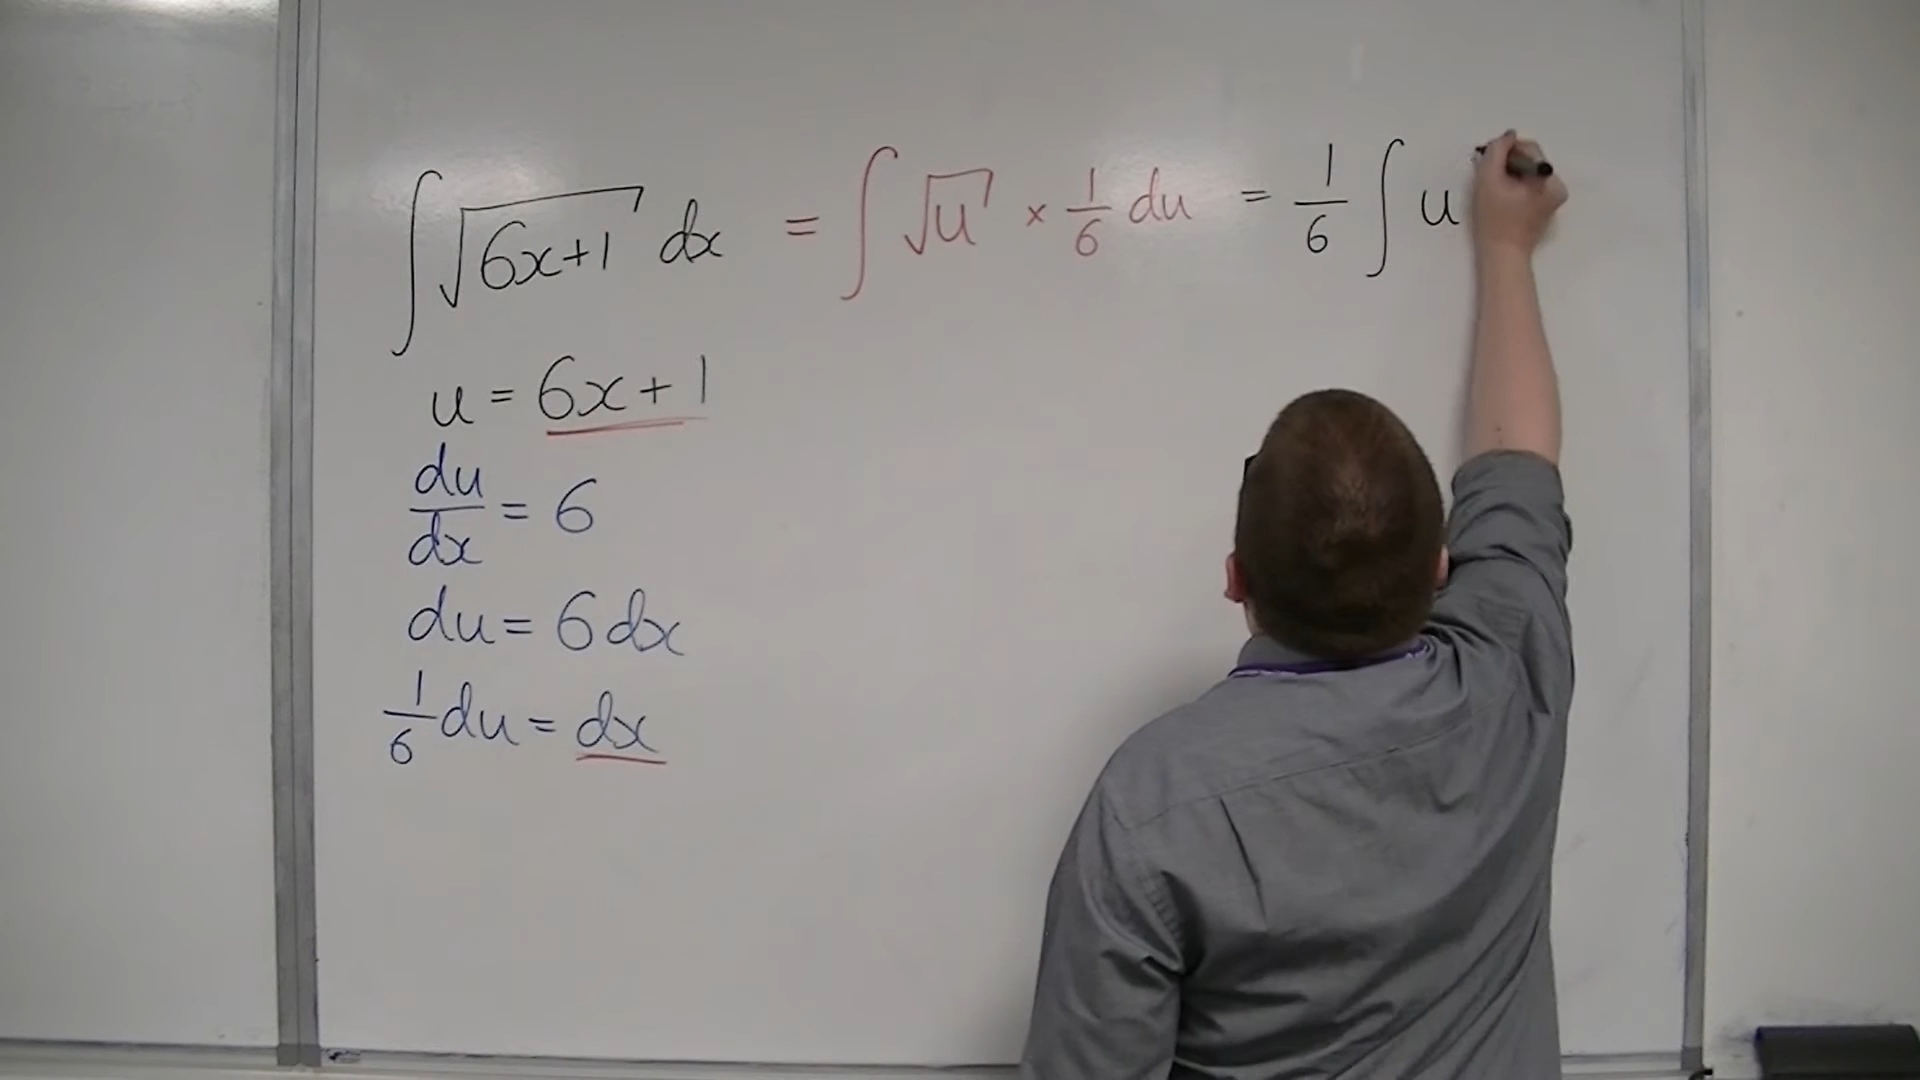 ∫√(6x+1) dx = ∫√u × 1/6 du = 1/6 ∫ u
u = 6x+1
du/dx = 6
du = 6dx
1/6 du = dx